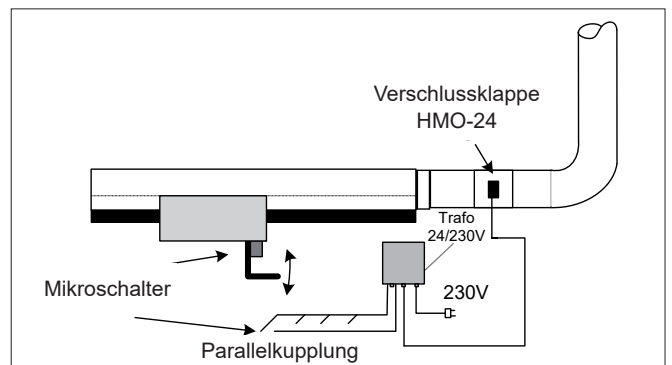 Verschlussklappe
HMO-24
Trafo
24/230V
230V
Mikroschalter
Parallelkupplung